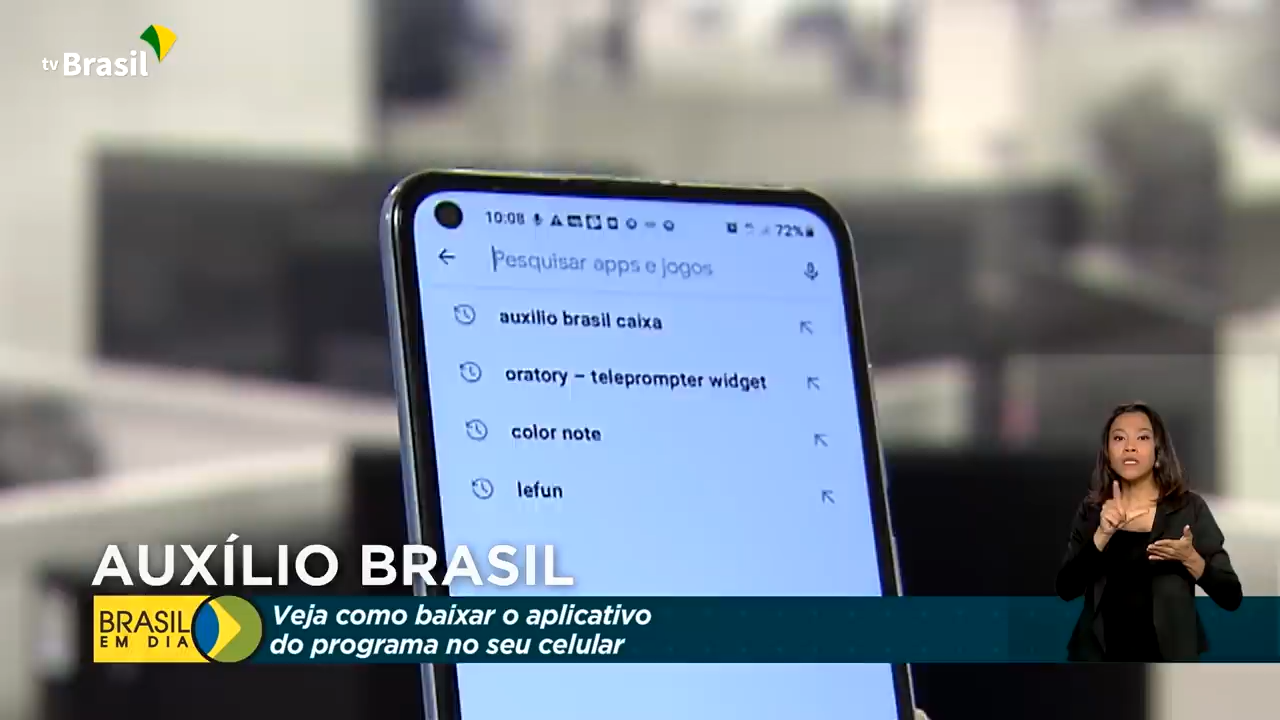 tv Brasil
10:08
72%
Pesquisar apps e jogos
auxilio brasil caixa
oratory – teleprompter widget
color note
lefun
AUXÍLIO BRASIL
BRASIL
EM DIA
Veja como baixar o aplicativo
do programa no seu celular